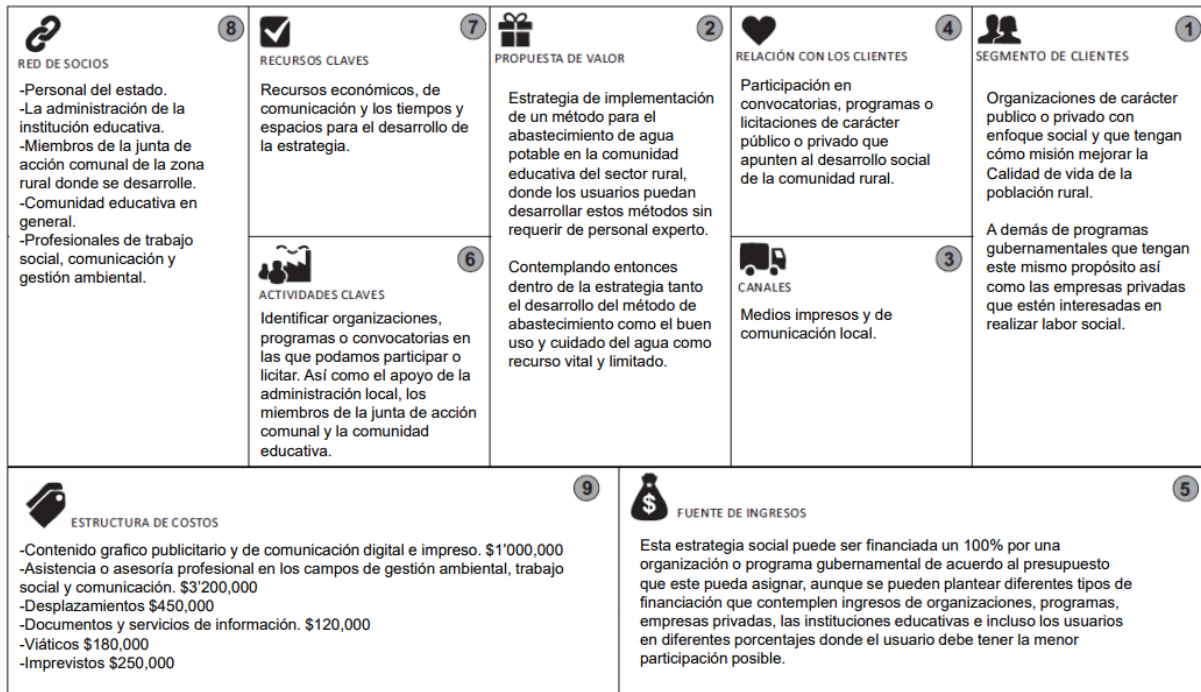 8
RED DE SOCIOS
-Personal del estado.
-La administración de la
institución educativa.
-Miembros de la junta de
acción comunal de la zona
rural donde se desarrolle.
-Comunidad educativa en
general.
-Profesionales de trabajo
social, comunicación y
gestión ambiental.
7
RECURSOS CLAVES
Recursos económicos, de
comunicación y los tiempos y
espacios para el desarrollo de
la estrategia.
6
ACTIVIDADES CLAVES
Identificar organizaciones,
programas o convocatorias en
las que podamos participar o
licitar. Así como el apoyo de la
administración local, los
miembros de la junta de acción
comunal y la comunidad
educativa.
2
PROPUESTA DE VALOR
Estrategia de implementación
de un método para el
abastecimiento de agua
potable en la comunidad
educativa del sector rural,
donde los usuarios puedan
desarrollar estos métodos sin
requerir de personal experto.
Contemplando entonces
dentro de la estrategia tanto
el desarrollo del método de
abastecimiento como el buen
uso y cuidado del agua como
recurso vital y limitado.
4
RELACIÓN CON LOS CLIENTES
Participación en
convocatorias, programas o
licitaciones de carácter
público o privado que
apunten al desarrollo social
de la comunidad rural.
3
CANALES
Medios impresos y de
comunicación local.
1
SEGMENTO DE CLIENTES
Organizaciones de carácter
publico o privado con
enfoque social y que tengan
cómo misión mejorar la
Calidad de vida de la
población rural.
A demás de programas
gubernamentales que tengan
este mismo propósito así
como las empresas privadas
que estén interesadas en
realizar labor social.
9
ESTRUCTURA DE COSTOS
-Contenido grafico publicitario y de comunicación digital e impreso. $1'000,000
-Asistencia o asesoría profesional en los campos de gestión ambiental, trabajo
social y comunicación. $3'200,000
-Desplazamientos $450,000
-Documentos y servicios de información. $120,000
-Viáticos $180,000
-Imprevistos $250,000
$
5
FUENTE DE INGRESOS
Esta estrategia social puede ser financiada un 100% por una
organización o programa gubernamental de acuerdo al presupuesto
que este pueda asignar, aunque se pueden plantear diferentes tipos de
financiación que contemplen ingresos de organizaciones, programas,
empresas privadas, las instituciones educativas e incluso los usuarios
en diferentes porcentajes donde el usuario debe tener la menor
participación posible.